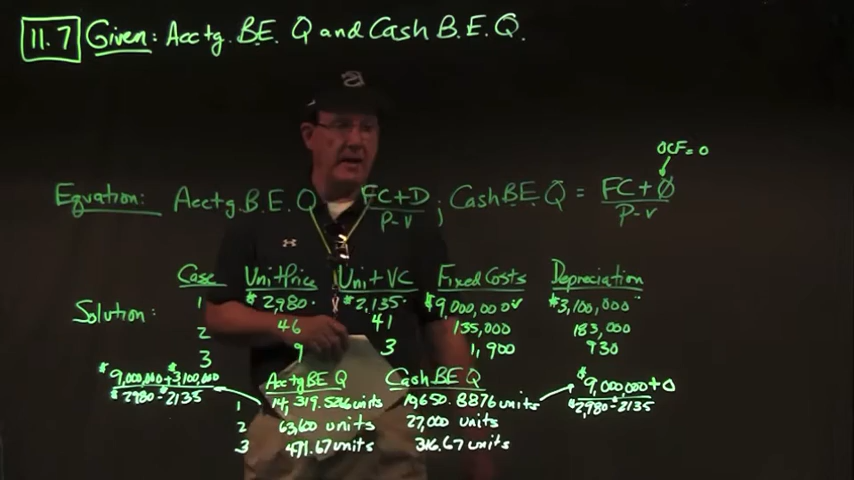 11.7 Given: Acctg. B.E. Q and Cash B.E. Q.
OCF = 0
Equation: Acctg. B.E. Q FC+D / P-v ; Cash B.E. Q = FC+0 / P-v
Case Unit Price Unit VC Fixed Costs Depreciation
Solution: 1 $2,980 $2,135 $9,000,000 $3,100,000
2 46 41 135,000 183,000
3 9 3 1,900 930
Acctg BE Q Cash BE Q
$9,000,000+$3,100,000 / $2980-$2135
1 14,319.526 units 10,650.8876 units
$9,000,000+0 / $2,980-$2135
2 63,600 units 27,000 units
3 471.67 units 316.67 units